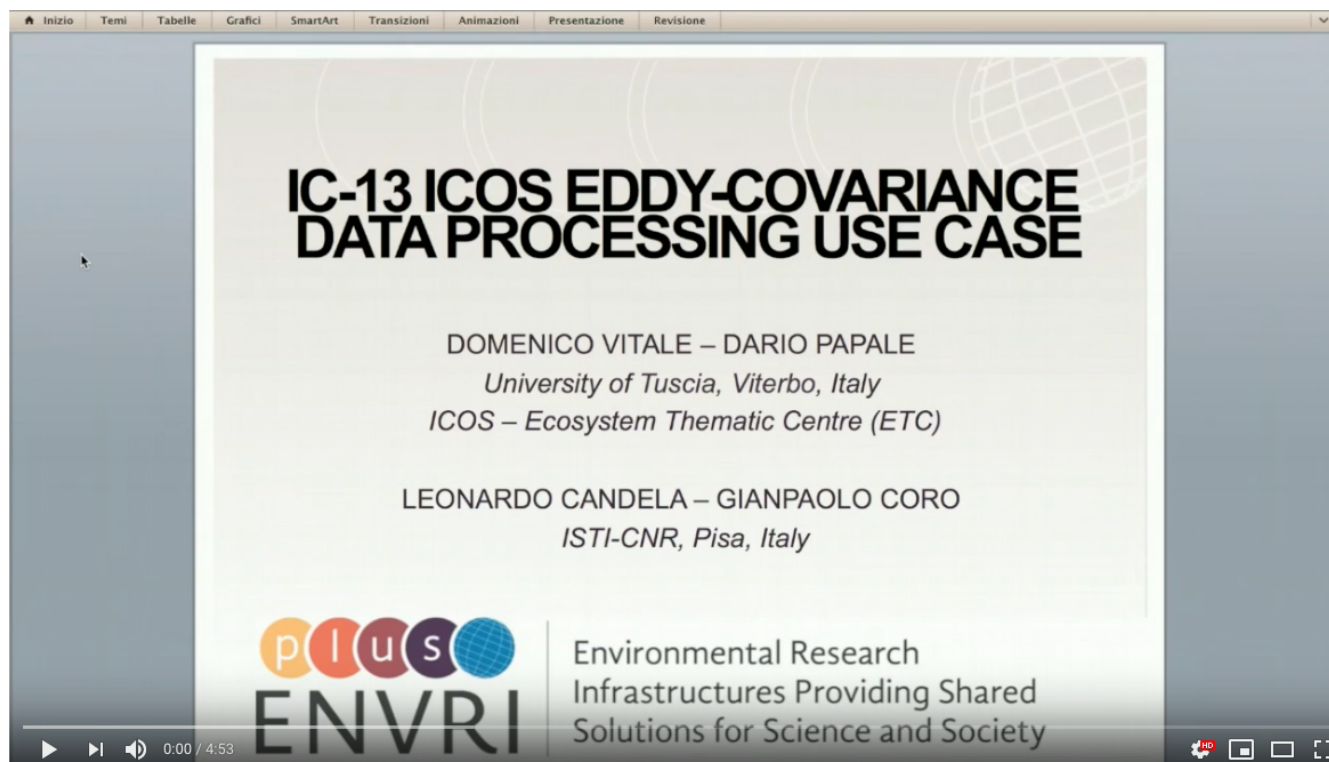 Inizio Temi Tabelle Grafici SmartArt Transizioni Animazioni Presentazione Revisione
IC-13 ICOS EDDY-COVARIANCE
DATA PROCESSING USE CASE
DOMENICO VITALE – DARIO PAPALE
University of Tuscia, Viterbo, Italy
ICOS – Ecosystem Thematic Centre (ETC)
LEONARDO CANDELA – GIANPAOLO CORO
ISTI-CNR, Pisa, Italy
plus
ENVRI
Environmental Research
Infrastructures Providing Shared
Solutions for Science and Society
0:00 / 4:53
HD